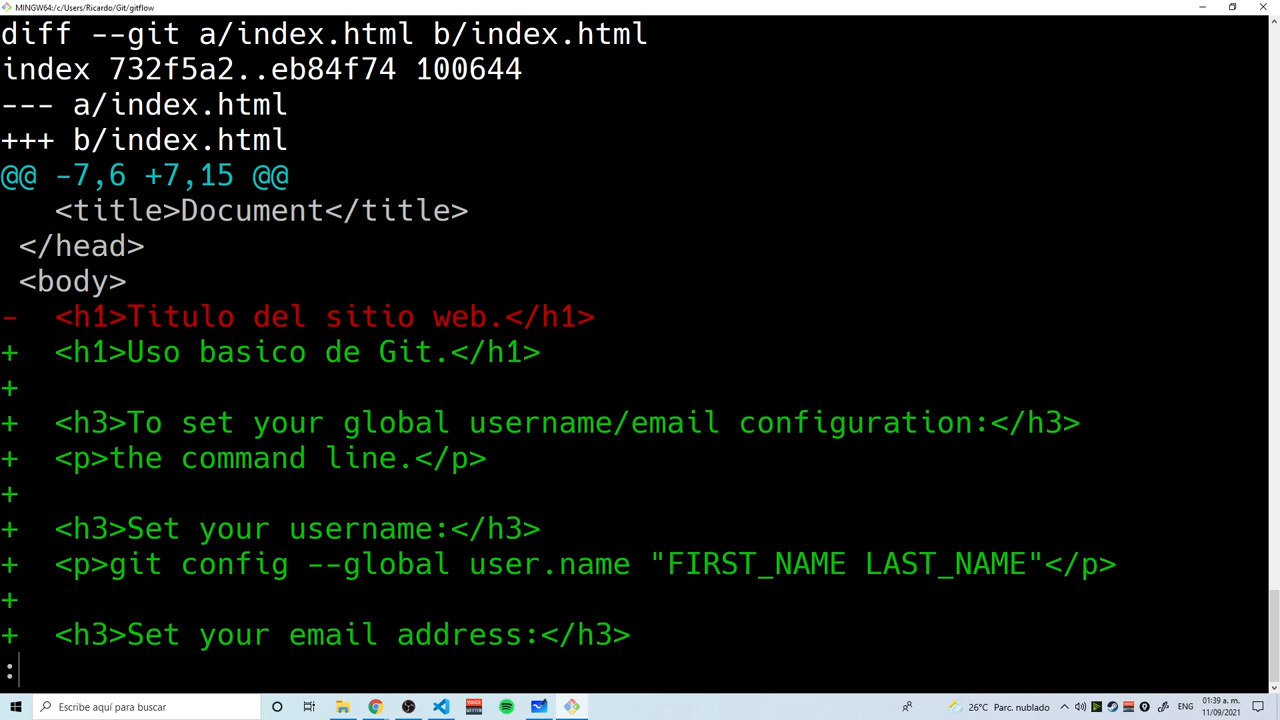 MINGW64:/c/Users/Ricardo/Git/gitflow
diff --git a/index.html b/index.html
index 732f5a2..eb84f74 100644
--- a/index.html
+++ b/index.html
@@ -7,6 +7,15 @@
   <title>Document</title>
 </head>
 <body>
-  <h1>Titulo del sitio web.</h1>
+  <h1>Uso basico de Git.</h1>
+
+  <h3>To set your global username/email configuration:</h3>
+  <p>the command line.</p>
+
+  <h3>Set your username:</h3>
+  <p>git config --global user.name "FIRST_NAME LAST_NAME"</p>
+
+  <h3>Set your email address:</h3>
:
Escribe aquí para buscar
26°C Parc. nublado
ENG
01:39 a. m.
11/09/2021